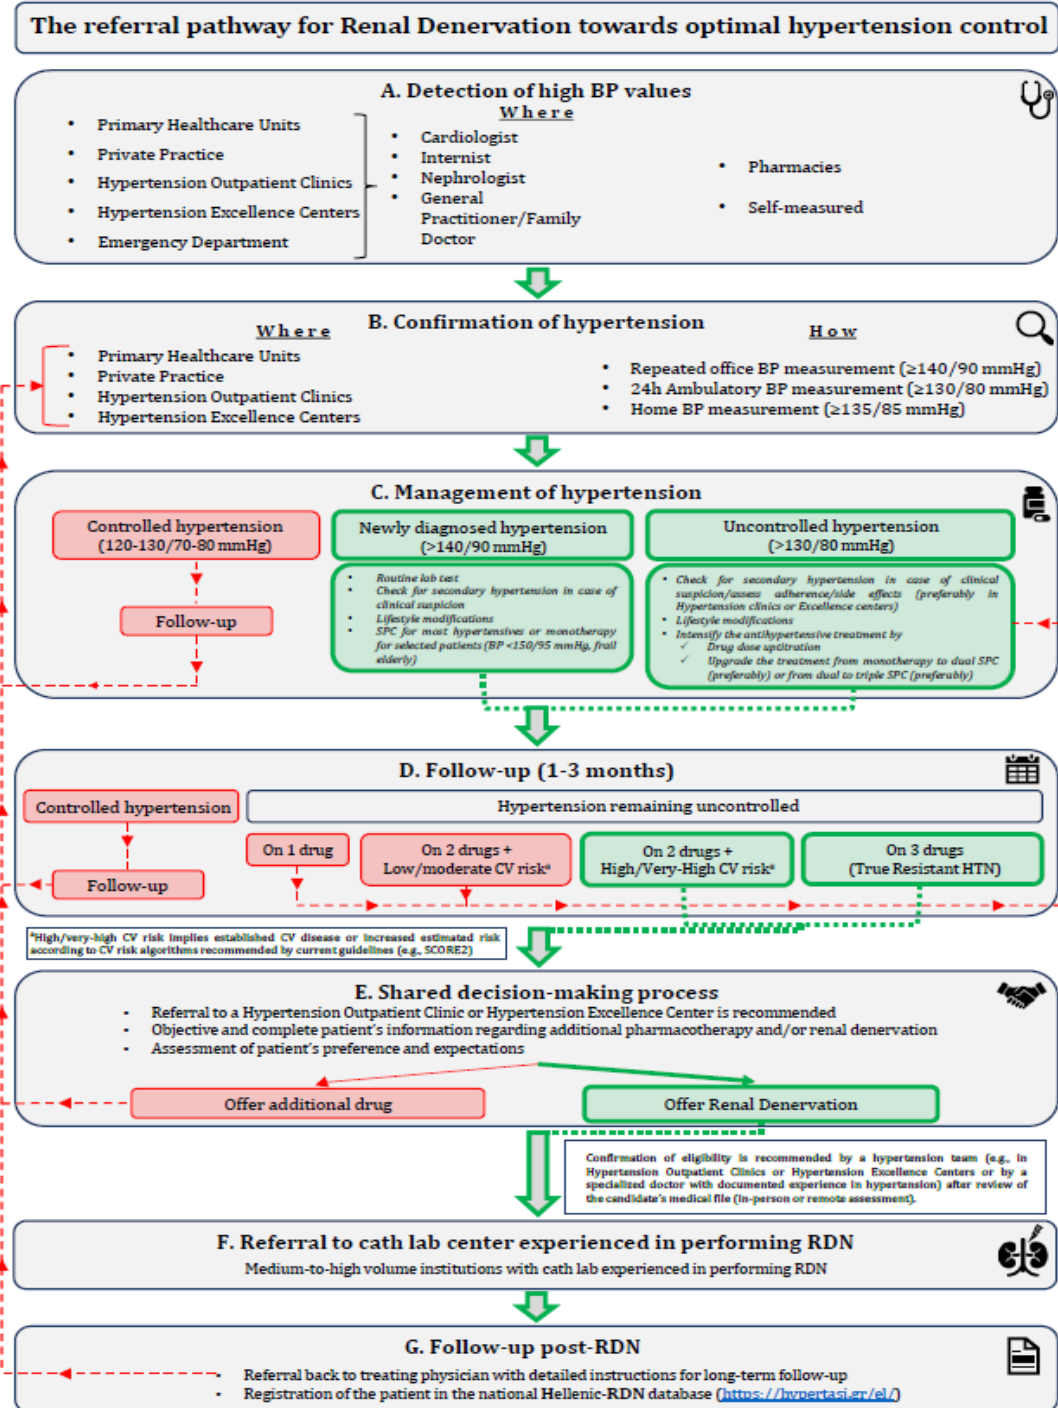 The referral pathway for Renal Denervation towards optimal hypertension control
A. Detection of high BP values
Where
• Primary Healthcare Units
• Private Practice
• Hypertension Outpatient Clinics
• Hypertension Excellence Centers
• Emergency Department
• Cardiologist
• Internist
• Nephrologist
• General
Practitioner/Family
Doctor
• Pharmacies
• Self-measured
B. Confirmation of hypertension
Where
• Primary Healthcare Units
• Private Practice
• Hypertension Outpatient Clinics
• Hypertension Excellence Centers
How
• Repeated office BP measurement (≥140/90 mmHg)
• 24h Ambulatory BP measurement (≥130/80 mmHg)
• Home BP measurement (≥135/85 mmHg)
C. Management of hypertension
Controlled hypertension
(120-130/70-80 mmHg)
Follow-up
Newly diagnosed hypertension
(>140/90 mmHg)
• Routine lab test
• Check for secondary hypertension in case of
clinical suspicion
• Lifestyle modifications
• SPC for most hypertensives or monotherapy
for selected patients (BP <150/95 mmHg, frail
elderly)
Uncontrolled hypertension
(>130/80 mmHg)
• Check for secondary hypertension in case of clinical
suspicion/assess adherence/side effects (preferably in
Hypertension clinics or Excellence centers)
• Lifestyle modifications
• Intensify the antihypertensive treatment by
✓ Drug dose uptitration
✓ Upgrade the treatment from monotherapy to dual SPC
(preferably) or from dual to triple SPC (preferably)
D. Follow-up (1-3 months)
Controlled hypertension
Follow-up
Hypertension remaining uncontrolled
On 1 drug
On 2 drugs +
Low/moderate CV risk*
On 2 drugs +
High/Very-High CV risk*
On 3 drugs
(True Resistant HTN)
*High/very-high CV risk implies established CV disease or increased estimated risk
according to CV risk algorithms recommended by current guidelines (e.g., SCORE2)
E. Shared decision-making process
- Referral to a Hypertension Outpatient Clinic or Hypertension Excellence Center is recommended
- Objective and complete patient's information regarding additional pharmacotherapy and/or renal denervation
- Assessment of patient's preference and expectations
Offer additional drug
Offer Renal Denervation
Confirmation of eligibility is recommended by a hypertension team (e.g., in
Hypertension Outpatient Clinics or Hypertension Excellence Centers or by a
specialized doctor with documented experience in hypertension) after review
of the candidate's medical file (in-person or remote assessment).
F. Referral to cath lab center experienced in performing RDN
Medium-to-high volume institutions with cath lab experienced in performing RDN
G. Follow-up post-RDN
• Referral back to treating physician with detailed instructions for long-term follow-up
• Registration of the patient in the national Hellenic-RDN database (https://hypertasi.gr/el/)